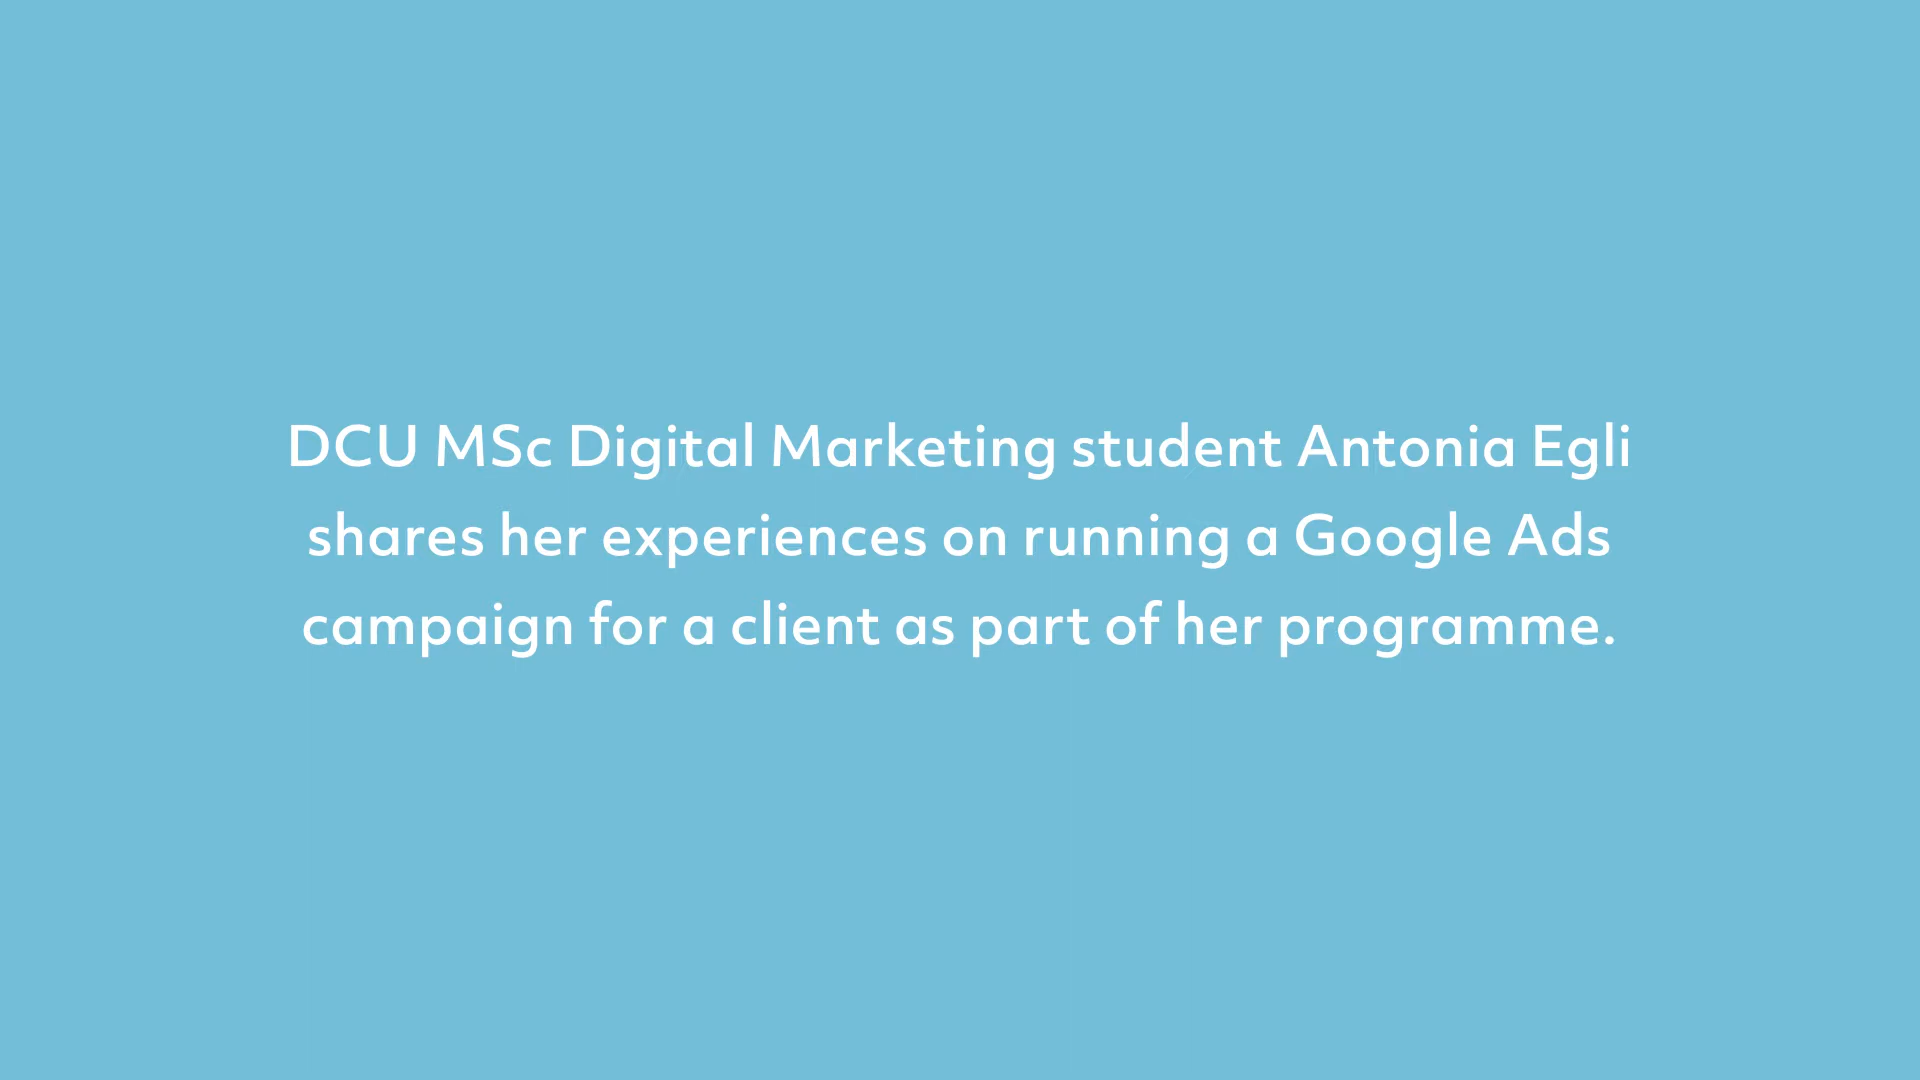 DCU MSc Digital Marketing student Antonia Egli
shares her experiences on running a Google Ads
campaign for a client as part of her programme.